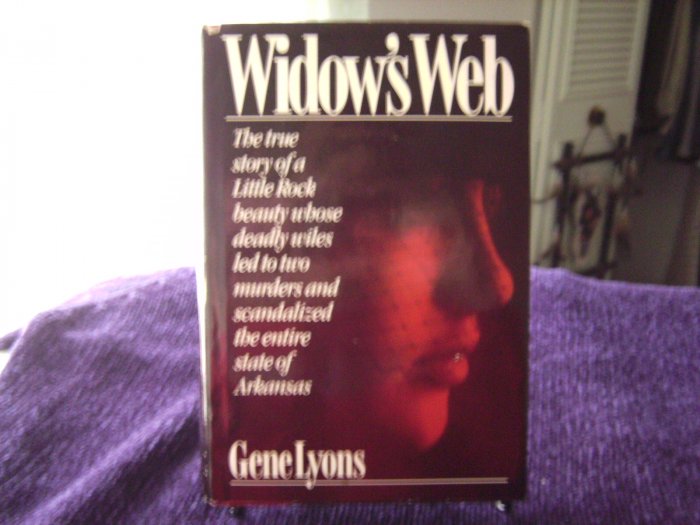 Widow's Web
The true
story of a
Little Rock
beauty whose
deadly wiles
led to two
murders and
scandalized
the entire
state of
Arkansas
Gene Lyons